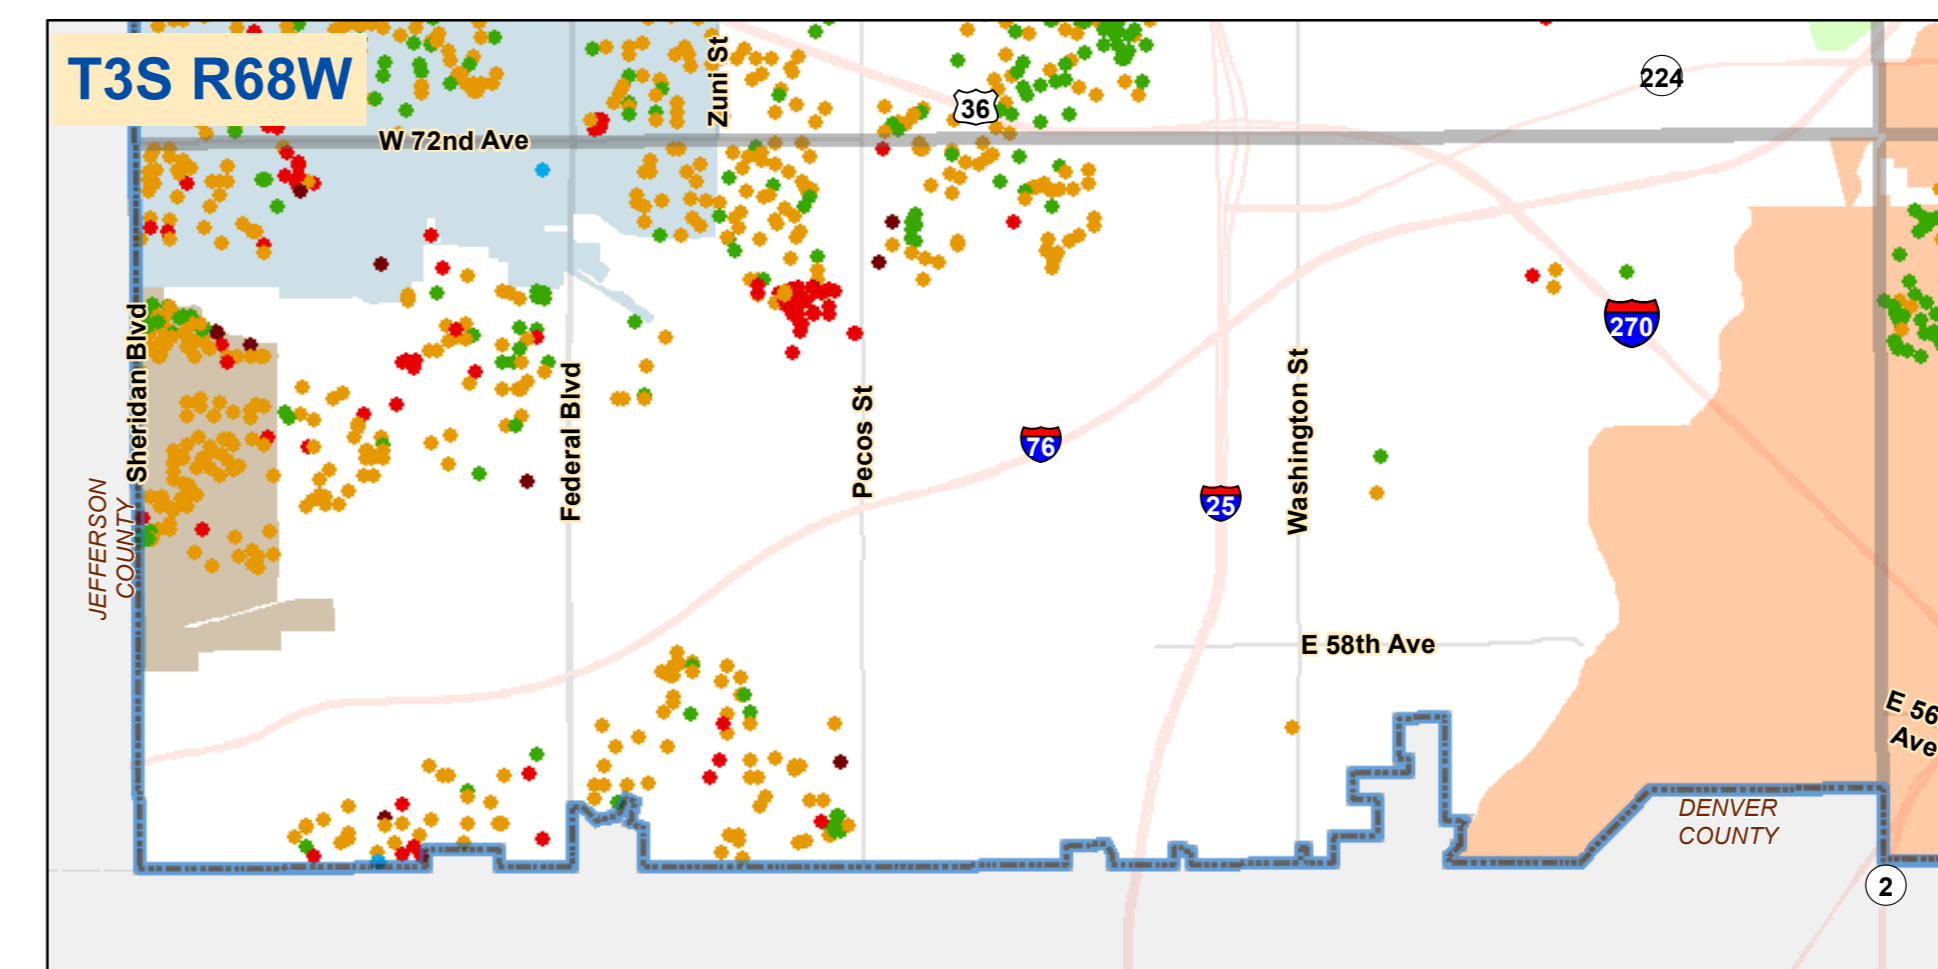 T3S R68W
Zuni St
36
224
W 72nd Ave
270
Sheridan Blvd
Federal Blvd
Pecos St
76
Washington St
25
JEFFERSON
COUNTY
E 58th Ave
E 56
Ave
DENVER
COUNTY
2